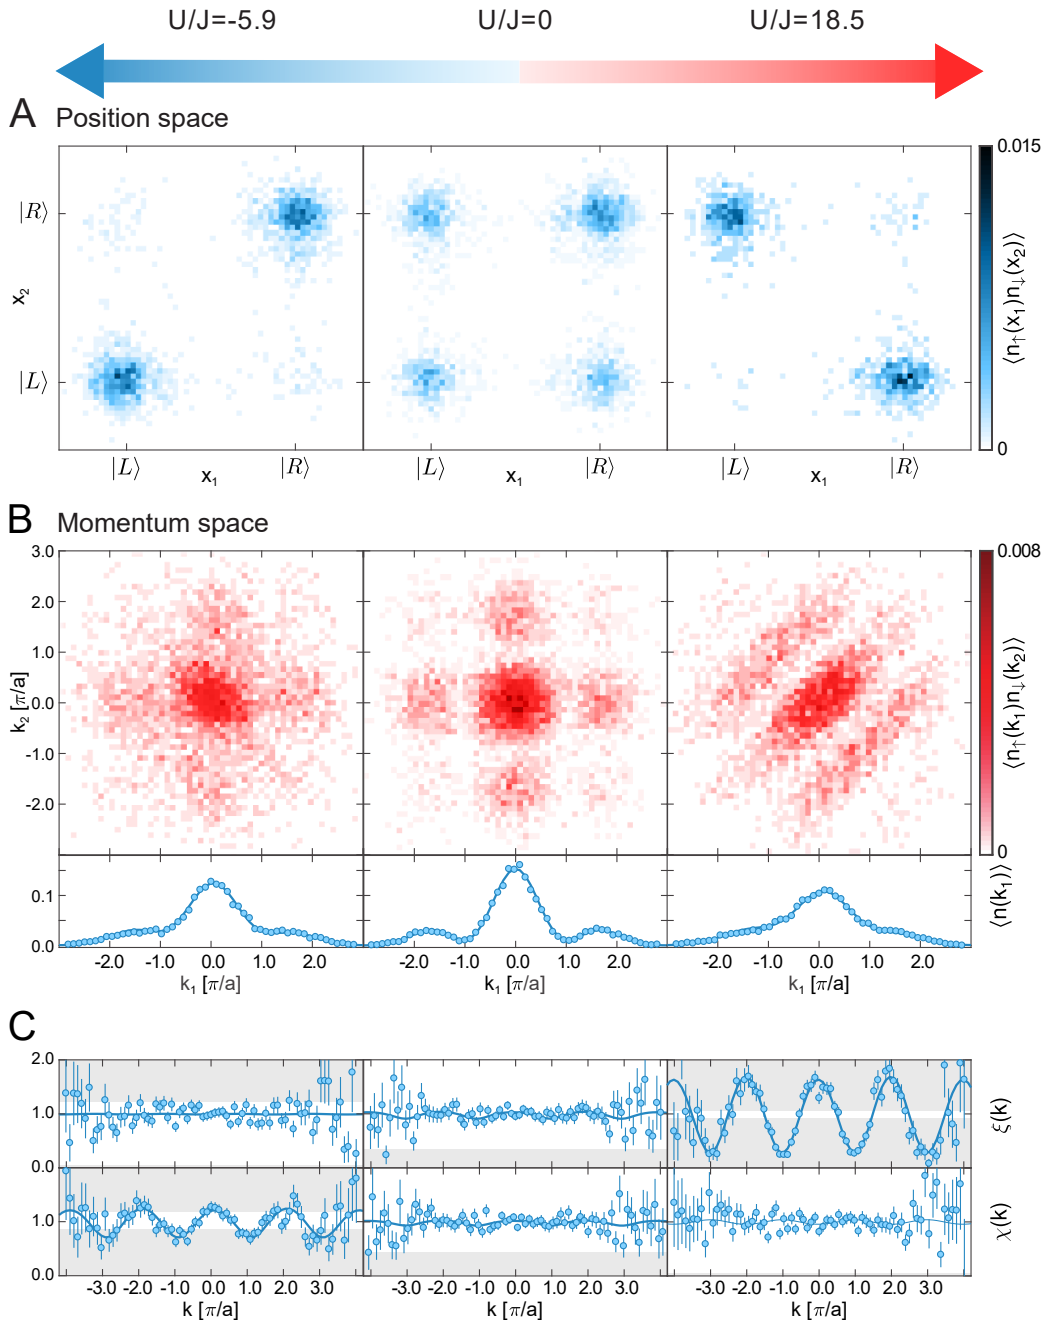 U/J=-5.9 U/J=0 U/J=18.5
A Position space
|R⟩
x₂
|L⟩
|L⟩ x₁ |R⟩ |L⟩ x₁ |R⟩ |L⟩ x₁ |R⟩
0.015
⟨n↑(x₁)n↓(x₂)⟩
0
B Momentum space
3.0
2.0
1.0
0.0
-1.0
-2.0
k₂ [π/a]
0.008
⟨n↑(k₁)n↓(k₂)⟩
0
0.1
0.0
⟨n(k₁)⟩
-2.0 -1.0 0.0 1.0 2.0 -2.0 -1.0 0.0 1.0 2.0 -2.0 -1.0 0.0 1.0 2.0
k₁ [π/a] k₁ [π/a] k₁ [π/a]
C
2.0
1.0
0.0
ξ(k)
1.0
0.0
χ(k)
-3.0 -2.0 -1.0 0.0 1.0 2.0 3.0 -3.0 -2.0 -1.0 0.0 1.0 2.0 3.0 -3.0 -2.0 -1.0 0.0 1.0 2.0 3.0
k [π/a] k [π/a] k [π/a]